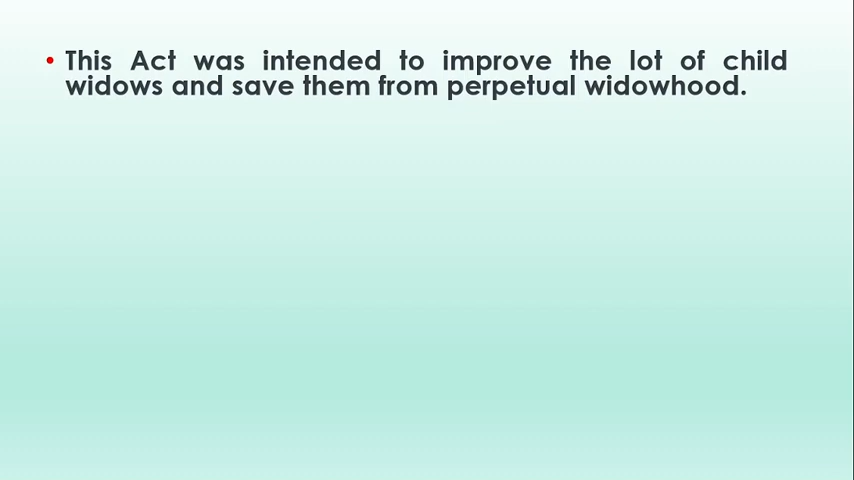 • This Act was intended to improve the lot of child
widows and save them from perpetual widowhood.